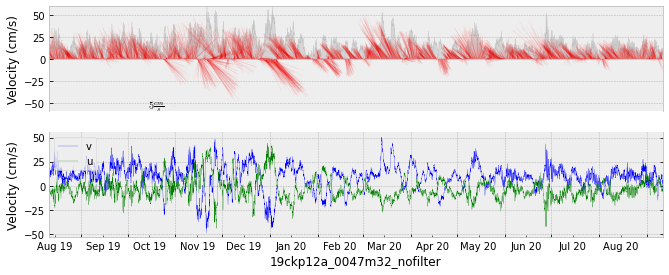 50
25
0
−25
−50
Velocity (cm/s)
5 cm/s
50
25
0
−25
−50
Velocity (cm/s)
v
u
Aug 19 Sep 19 Oct 19 Nov 19 Dec 19 Jan 20 Feb 20 Mar 20 Apr 20 May 20 Jun 20 Jul 20 Aug 20
19ckp12a_0047m32_nofilter